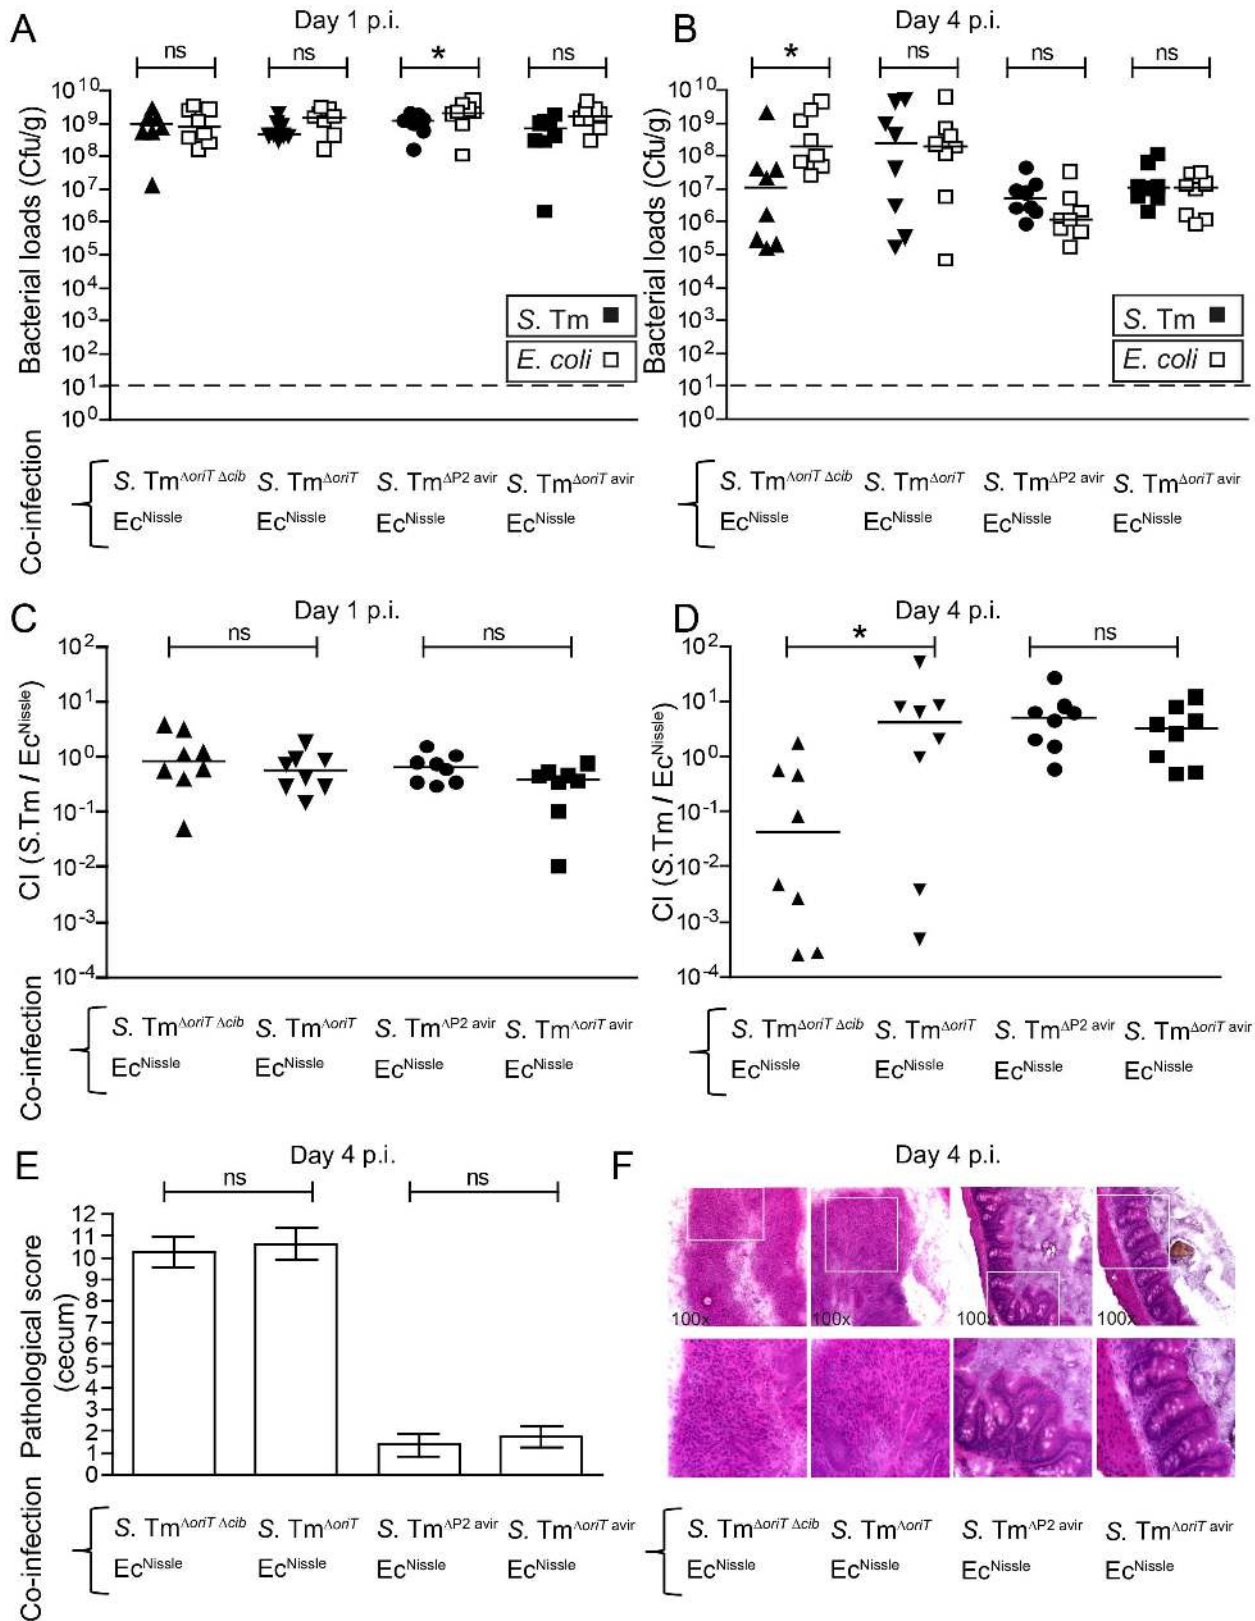 A
Day 1 p.i.
ns
ns
*
ns
Bacterial loads (Cfu/g)
10^10
10^9
10^8
10^7
10^6
10^5
10^4
10^3
10^2
10^1
10^0
S. Tm
E. coli
Co-infection
S. Tm^ΔoriT Δcib S. Tm^ΔoriT S. Tm^ΔP2 avir S. Tm^ΔoriT avir
Ec^Nissle Ec^Nissle Ec^Nissle Ec^Nissle
B
Day 4 p.i.
*
ns
ns
ns
Bacterial loads (Cfu/g)
10^10
10^9
10^8
10^7
10^6
10^5
10^4
10^3
10^2
10^1
10^0
S. Tm
E. coli
S. Tm^ΔoriT Δcib S. Tm^ΔoriT S. Tm^ΔP2 avir S. Tm^ΔoriT avir
Ec^Nissle Ec^Nissle Ec^Nissle Ec^Nissle
C
Day 1 p.i.
ns
ns
CI (S.Tm / Ec^Nissle)
10^2
10^1
10^0
10^-1
10^-2
10^-3
10^-4
Co-infection
S. Tm^ΔoriT Δcib S. Tm^ΔoriT S. Tm^ΔP2 avir S. Tm^ΔoriT avir
Ec^Nissle Ec^Nissle Ec^Nissle Ec^Nissle
D
Day 4 p.i.
*
ns
CI (S.Tm / Ec^Nissle)
10^2
10^1
10^0
10^-1
10^-2
10^-3
10^-4
S. Tm^ΔoriT Δcib S. Tm^ΔoriT S. Tm^ΔP2 avir S. Tm^ΔoriT avir
Ec^Nissle Ec^Nissle Ec^Nissle Ec^Nissle
E
Day 4 p.i.
ns
ns
Pathological score
(cecum)
12
11
10
9
8
7
6
5
4
3
2
1
0
Co-infection
S. Tm^ΔoriT Δcib S. Tm^ΔoriT S. Tm^ΔP2 avir S. Tm^ΔoriT avir
Ec^Nissle Ec^Nissle Ec^Nissle Ec^Nissle
F
Day 4 p.i.
100x 100x 100x 100x
S. Tm^ΔoriT Δcib S. Tm^ΔoriT S. Tm^ΔP2 avir S. Tm^ΔoriT avir
Ec^Nissle Ec^Nissle Ec^Nissle Ec^Nissle